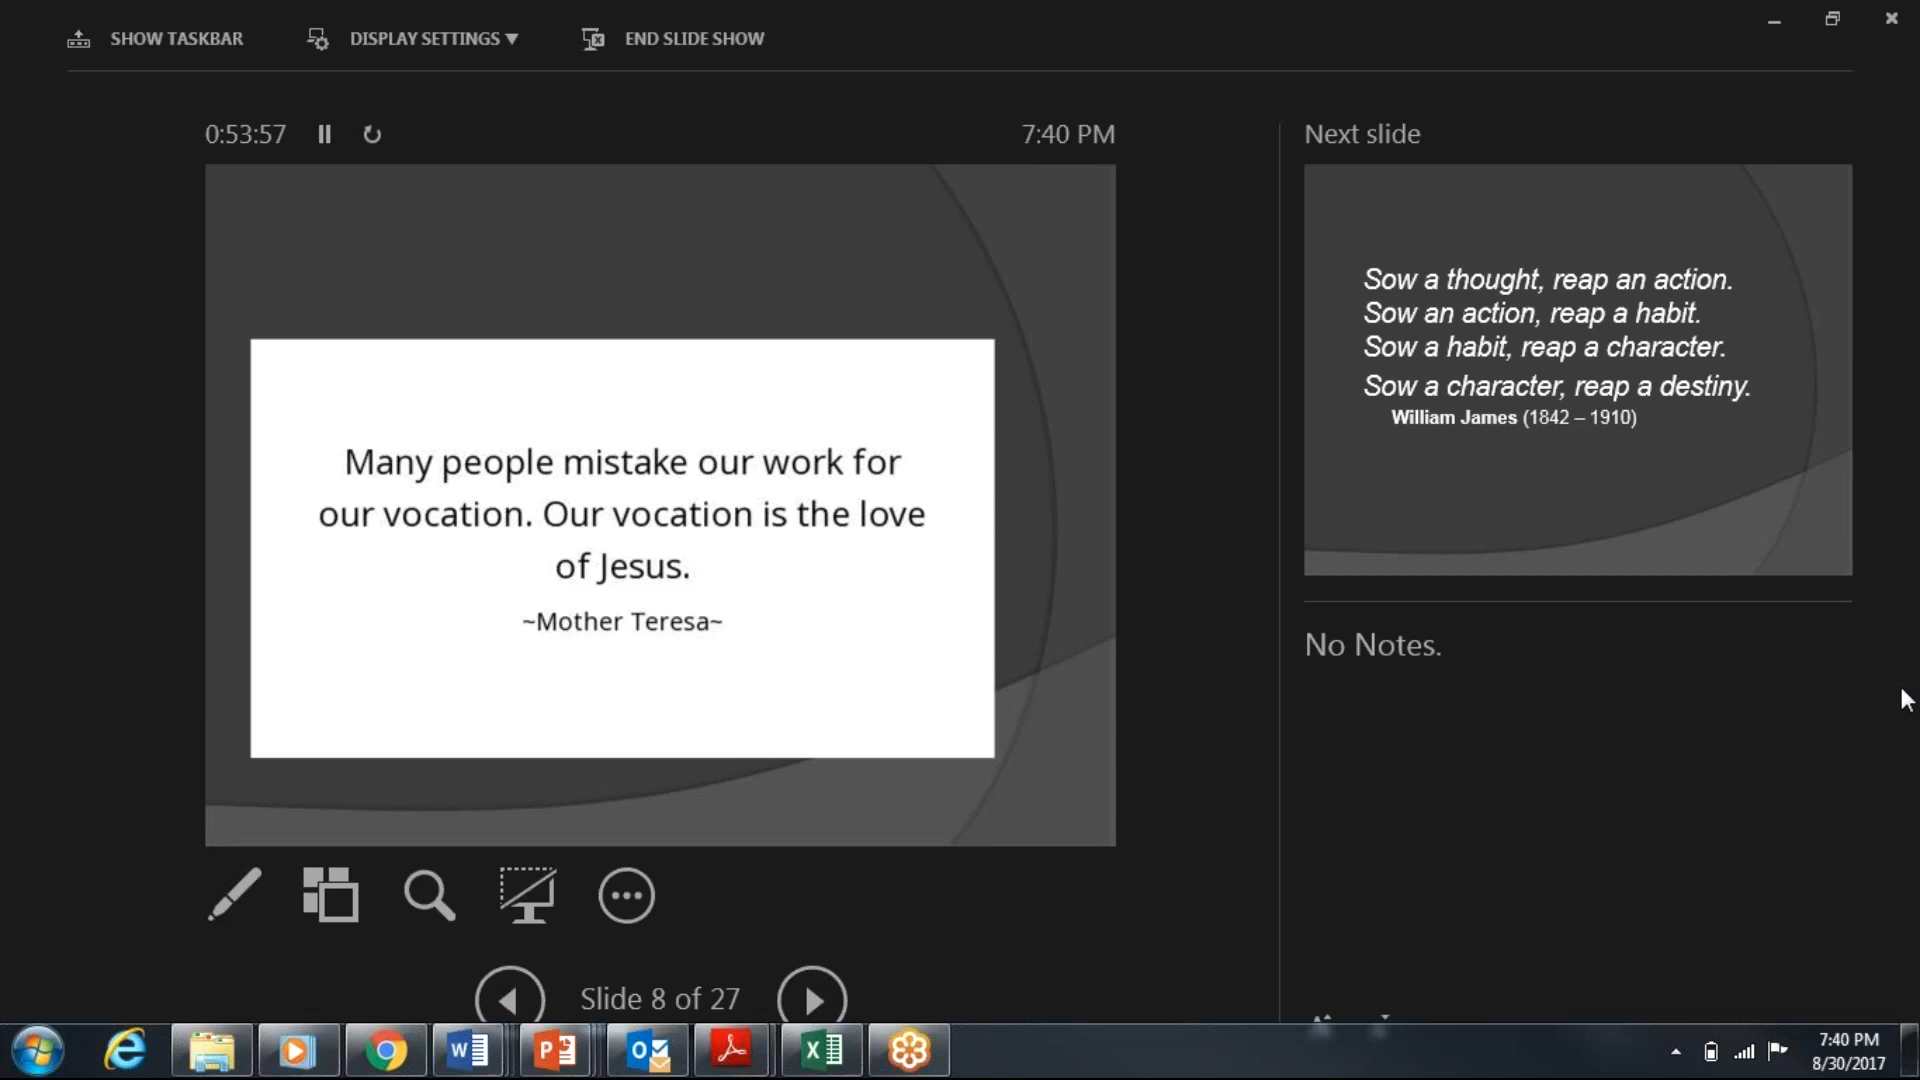 SHOW TASKBAR
DISPLAY SETTINGS ▼
END SLIDE SHOW
0:53:57
7:40 PM
Next slide
Many people mistake our work for
our vocation. Our vocation is the love
of Jesus.
~Mother Teresa~
Sow a thought, reap an action.
Sow an action, reap a habit.
Sow a habit, reap a character.
Sow a character, reap a destiny.
William James (1842 – 1910)
No Notes.
Slide 8 of 27
7:40 PM
8/30/2017